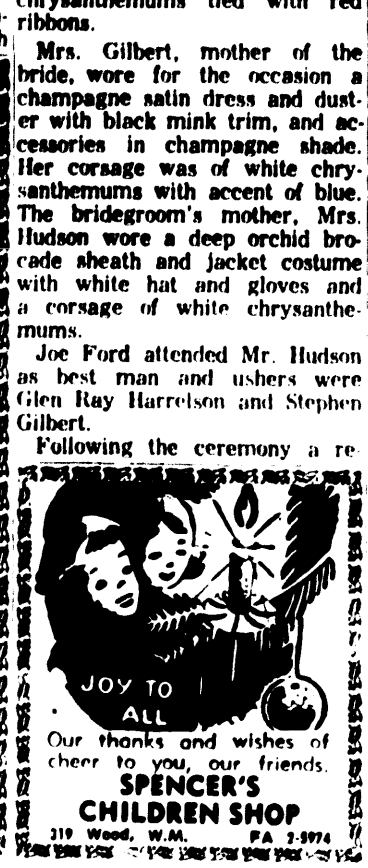 chrysanthemums tied with red
ribbons.
Mrs. Gilbert, mother of the
bride, wore for the occasion a
champagne satin dress and dust-
er with black mink trim, and ac-
cessories in champagne shade.
Her corsage was of white chry-
santhemums with accent of blue.
The bridegroom's mother, Mrs.
Hudson wore a deep orchid bro-
cade sheath and jacket costume
with white hat and gloves and
a corsage of white chrysanthe-
mums.
Joe Ford attended Mr. Hudson
as best man and ushers were
Glen Ray Harrelson and Stephen
Gilbert.
Following the ceremony a re-
JOY TO
ALL
Our thanks and wishes of
cheer to you, our friends.
SPENCER'S
CHILDREN SHOP
319 Wood, W.M. FA 2-5974